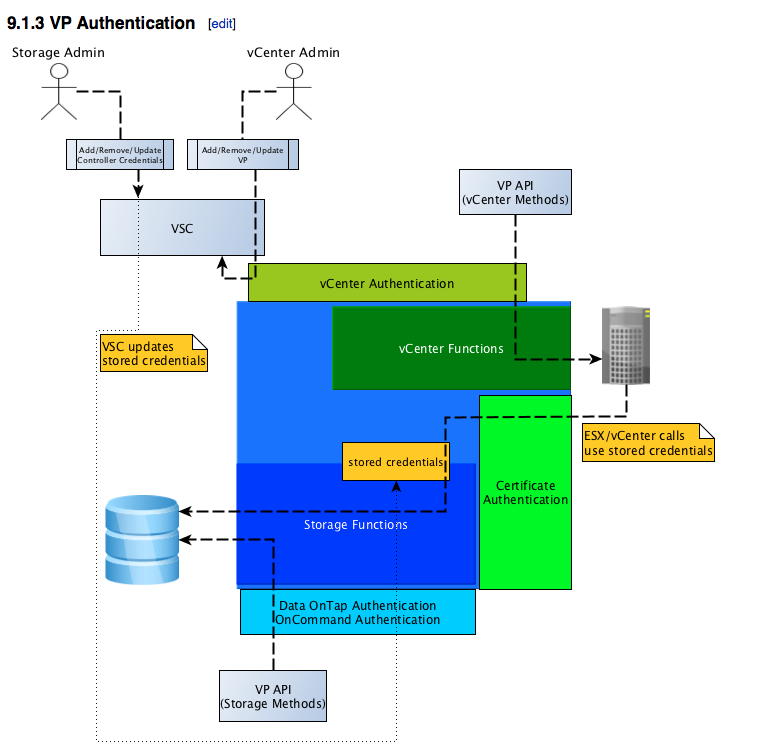 9.1.3 VP Authentication [edit]
Storage Admin
vCenter Admin
Add/Remove/Update
Controller Credentials
Add/Remove/Update
VP
VP API
(vCenter Methods)
VSC
vCenter Authentication
vCenter Functions
VSC updates
stored credentials
ESX/vCenter calls
use stored credentials
stored credentials
Certificate
Authentication
Storage Functions
Data OnTap Authentication
OnCommand Authentication
VP API
(Storage Methods)